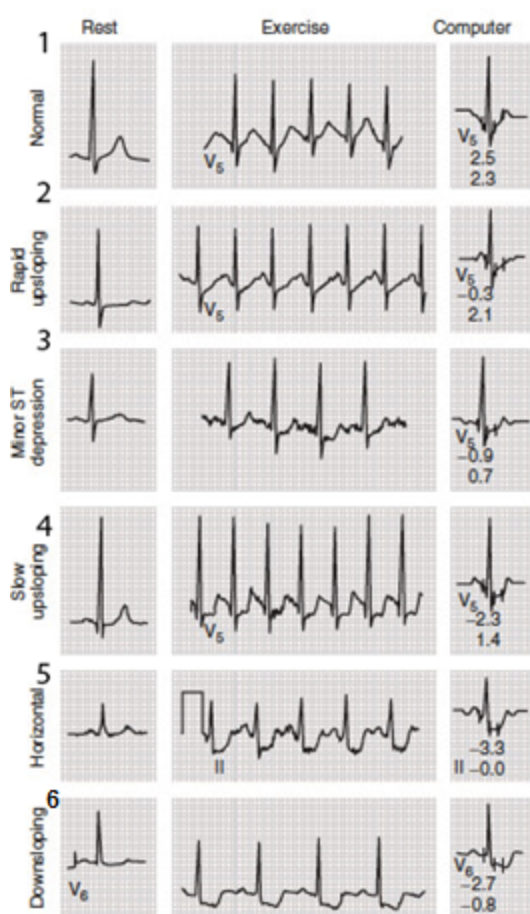 Rest Exercise Computer
1
Normal
V5
V5
2.5
2.3
2
Rapid
upsloping
V5
V5
−0.3
2.1
3
Minor ST
depression
V5
−0.9
0.7
4
Slow
upsloping
V5
V5
−2.3
1.4
5
Horizontal
II
−3.3
II −0.0
6
Downsloping
V6
V6
−2.7
−0.8